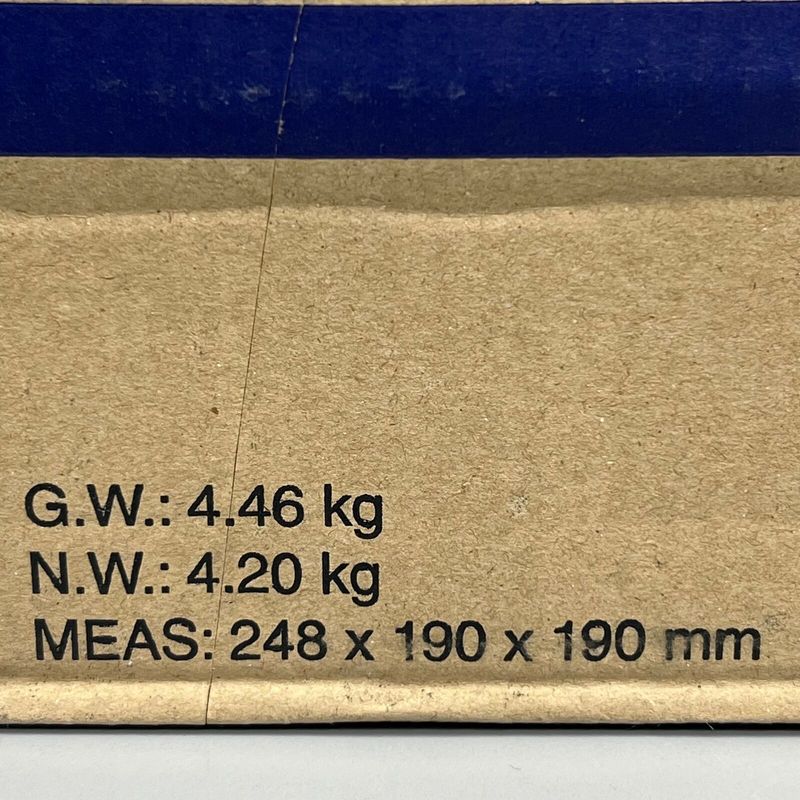 G.W.: 4.46 kg
N.W.: 4.20 kg
MEAS: 248 x 190 x 190 mm